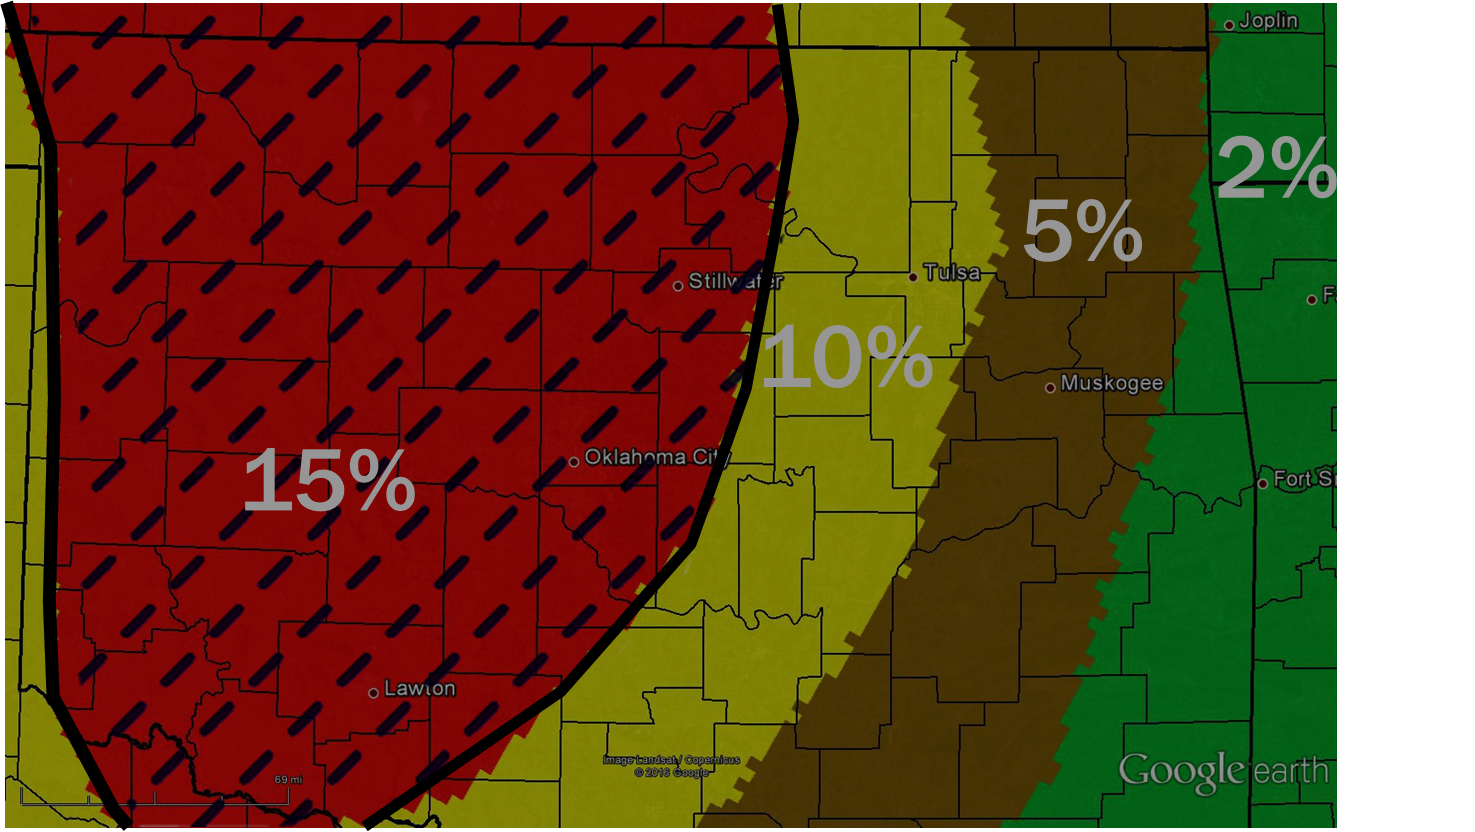 Joplin
2%
5%
Stillwater
Tulsa
10%
Muskogee
15%
Oklahoma City
Fort S
Lawton
Image Landsat / Copernicus
© 2016 Google
69 mi
Google earth